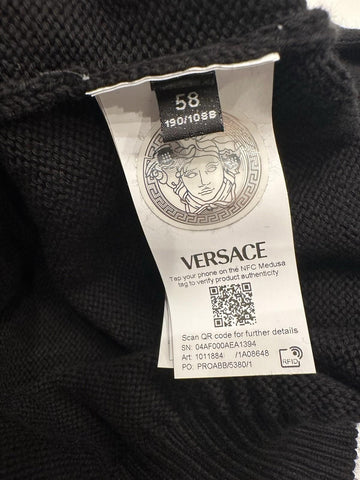 58
190/108B
VERSACE
Tap your phone on the NFC Medusa
tag to verify product authenticity
Scan QR code for further details
SN: 04AF000AEA1394
Art: 1011884 /1A08648
PO: PROABB/5380/1
RFID